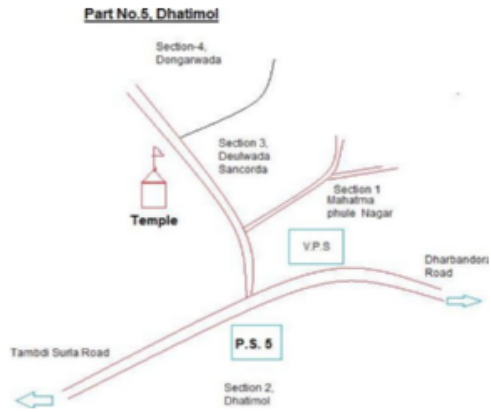 Part No.5, Dhatimol
Section-4,
Dongarwada
Section 3,
Deulwada
Sancorda
Section 1
Mahatma
phule Nagar
Temple
V.P.S
Dharbandora
Road
P.S. 5
Tambdi Surla Road
Section 2,
Dhatimol